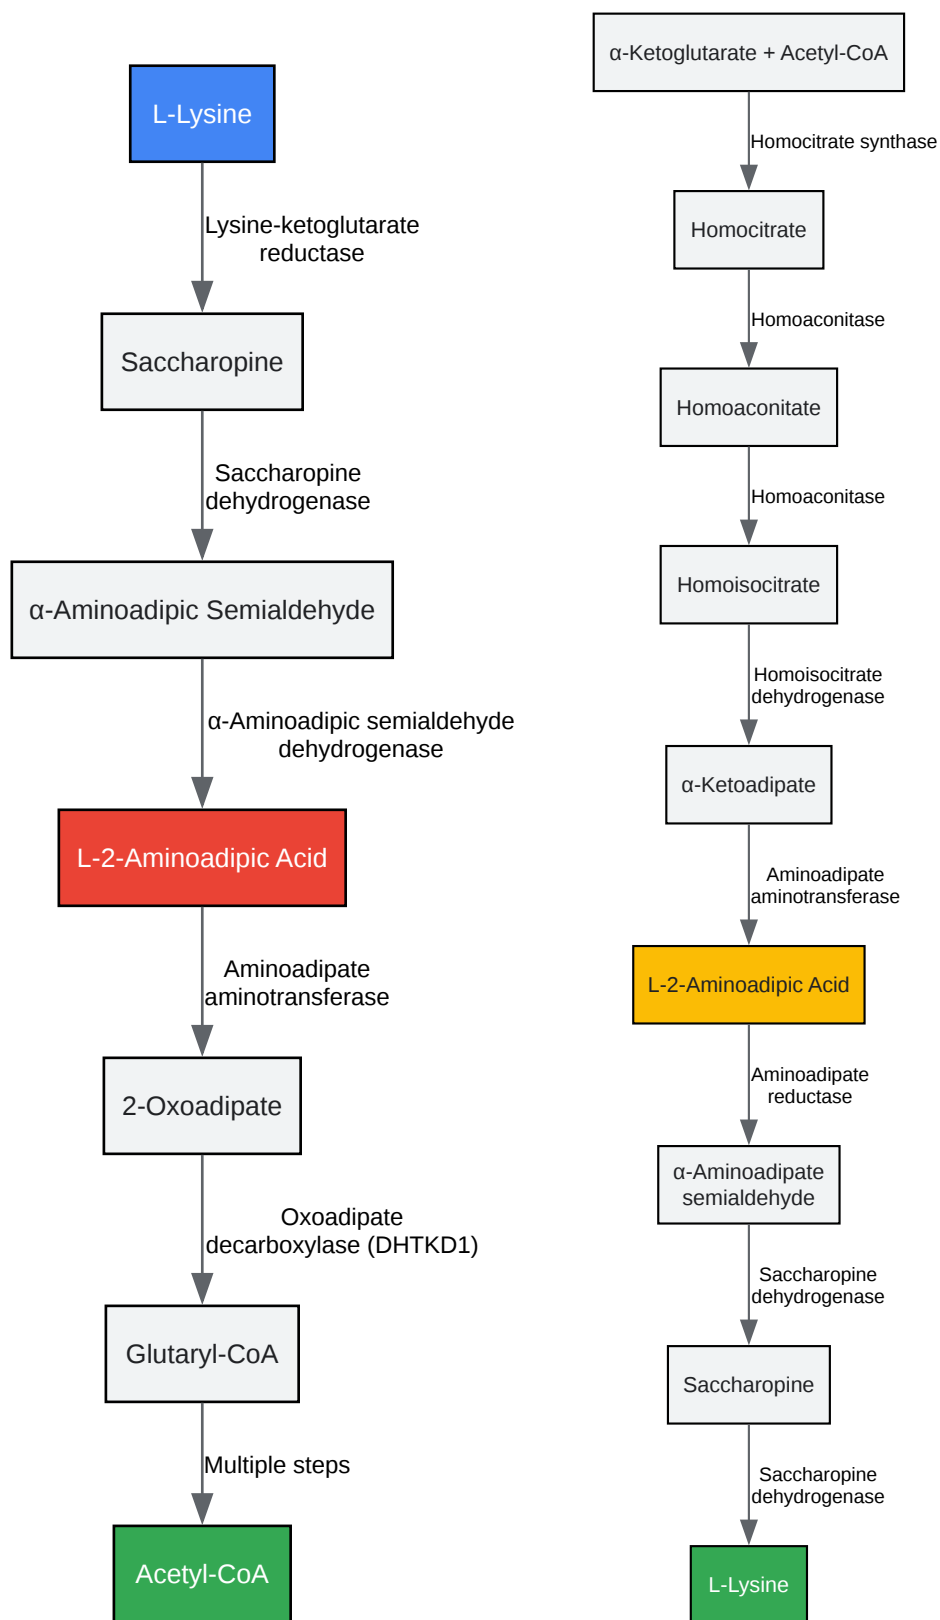 L-Lysine
Lysine-ketoglutarate
reductase
Saccharopine
Saccharopine
dehydrogenase
α-Aminoadipic Semialdehyde
α-Aminoadipic semialdehyde
dehydrogenase
L-2-Aminoadipic Acid
Aminoadipate
aminotransferase
2-Oxoadipate
Oxoadipate
decarboxylase (DHTKD1)
Glutaryl-CoA
Multiple steps
Acetyl-CoA
α-Ketoglutarate + Acetyl-CoA
Homocitrate synthase
Homocitrate
Homoaconitase
Homoaconitate
Homoaconitase
Homoisocitrate
Homoisocitrate
dehydrogenase
α-Ketoadipate
Aminoadipate
aminotransferase
L-2-Aminoadipic Acid
Aminoadipate
reductase
α-Aminoadipate
semialdehyde
Saccharopine
dehydrogenase
Saccharopine
Saccharopine
dehydrogenase
L-Lysine